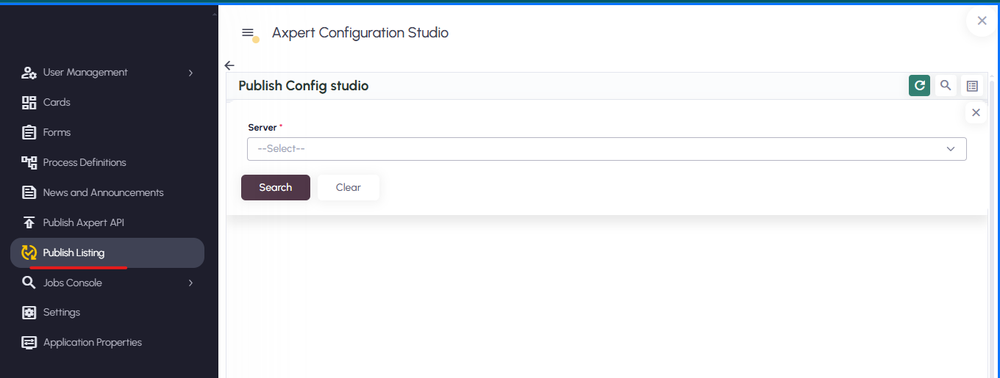 Axpert Configuration Studio
User Management
Cards
Forms
Process Definitions
News and Announcements
Publish Axpert API
Publish Listing
Jobs Console
Settings
Application Properties
Publish Config studio
Server *
--Select--
Search
Clear